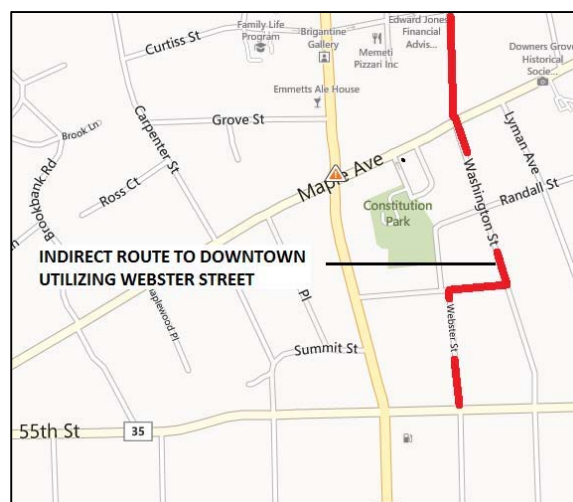 Edward Jones
Financial
Advis...
Family Life
Program
Brigantine
Gallery
Curtiss St
Memeti
Pizzari Inc
Downers Grove
Historical
Socie...
Emmetts Ale House
Grove St
Carpenter St
Brook Ln
Brookbank Rd
Ross Ct
Maple Ave
Lyman Ave
Washington St
Randall St
Constitution
Park
INDIRECT ROUTE TO DOWNTOWN
UTILIZING WEBSTER STREET
Pl
aplewood Pl
Webster St
Summit St
55th St
35